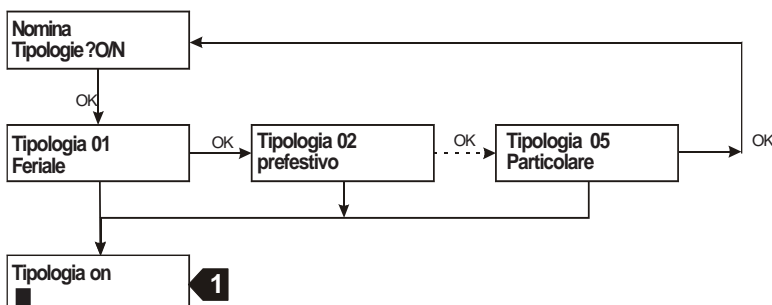 Nomina
Tipologie ?O/N
OK
Tipologia 01
Feriale
OK
Tipologia 02
prefestivo
OK
Tipologia 05
Particolare
OK
Tipologia on
1